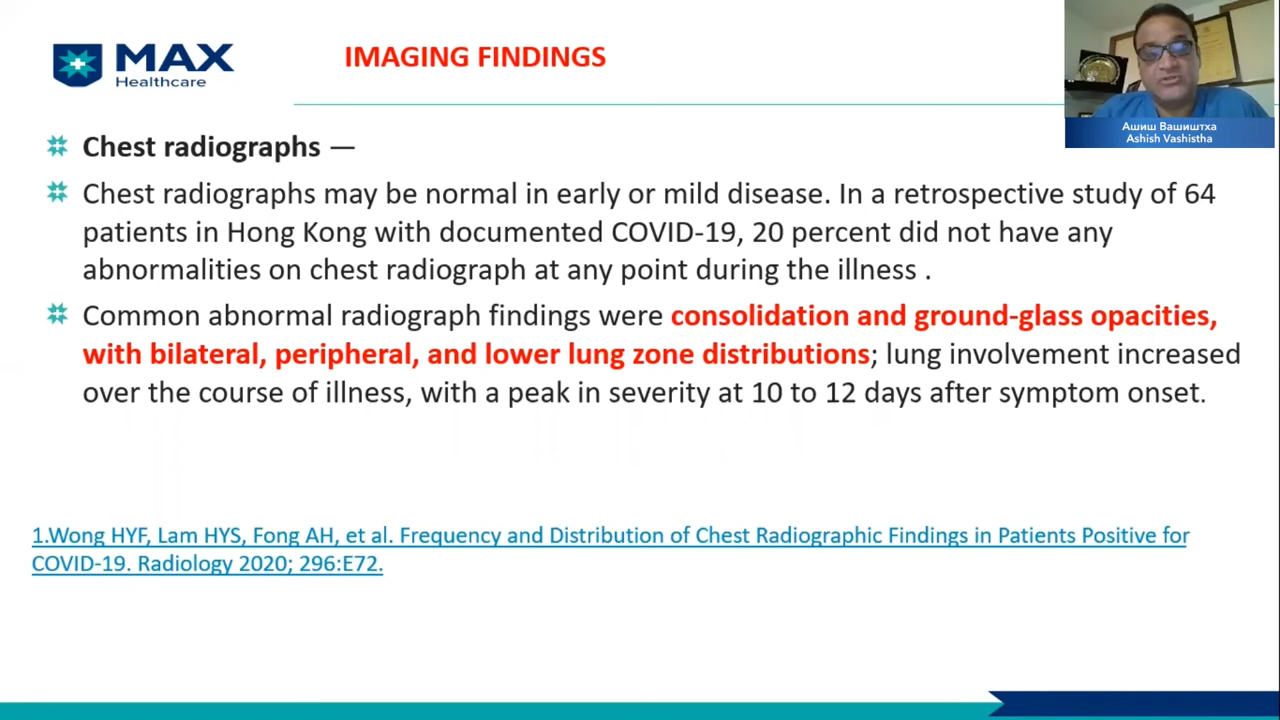 MAX
Healthcare
IMAGING FINDINGS
Ашиш Вашиштха
Ashish Vashistha
Chest radiographs —
Chest radiographs may be normal in early or mild disease. In a retrospective study of 64
patients in Hong Kong with documented COVID-19, 20 percent did not have any
abnormalities on chest radiograph at any point during the illness .
Common abnormal radiograph findings were consolidation and ground-glass opacities,
with bilateral, peripheral, and lower lung zone distributions; lung involvement increased
over the course of illness, with a peak in severity at 10 to 12 days after symptom onset.
1.Wong HYF, Lam HYS, Fong AH, et al. Frequency and Distribution of Chest Radiographic Findings in Patients Positive for
COVID-19. Radiology 2020; 296:E72.